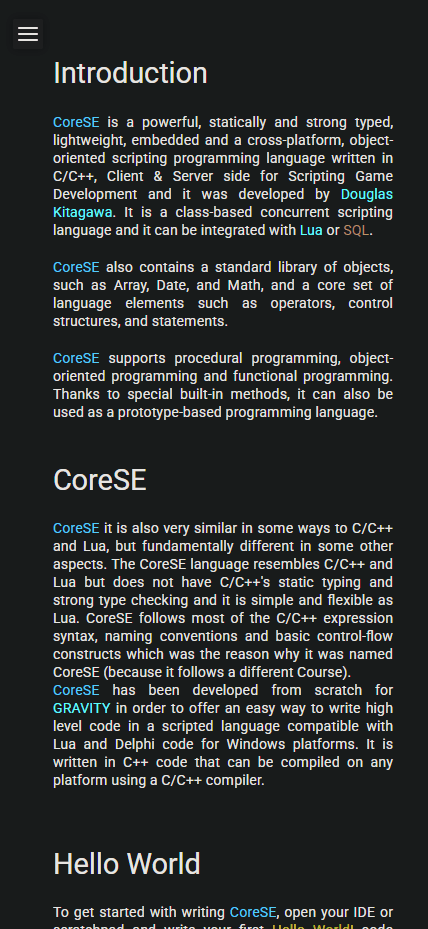 Introduction
CoreSE is a powerful, statically and strong typed,
lightweight, embedded and a cross-platform, object-
oriented scripting programming language written in
C/C++, Client & Server side for Scripting Game
Development and it was developed by Douglas
Kitagawa. It is a class-based concurrent scripting
language and it can be integrated with Lua or SQL.
CoreSE also contains a standard library of objects,
such as Array, Date, and Math, and a core set of
language elements such as operators, control
structures, and statements.
CoreSE supports procedural programming, object-
oriented programming and functional programming.
Thanks to special built-in methods, it can also be
used as a prototype-based programming language.
CoreSE
CoreSE it is also very similar in some ways to C/C++
and Lua, but fundamentally different in some other
aspects. The CoreSE language resembles C/C++ and
Lua but does not have C/C++'s static typing and
strong type checking and it is simple and flexible as
Lua. CoreSE follows most of the C/C++ expression
syntax, naming conventions and basic control-flow
constructs which was the reason why it was named
CoreSE (because it follows a different Course).
CoreSE has been developed from scratch for
GRAVITY in order to offer an easy way to write high
level code in a scripted language compatible with
Lua and Delphi code for Windows platforms. It is
written in C++ code that can be compiled on any
platform using a C/C++ compiler.
Hello World
To get started with writing CoreSE, open your IDE or
scratchpad and write your first Hello World! code